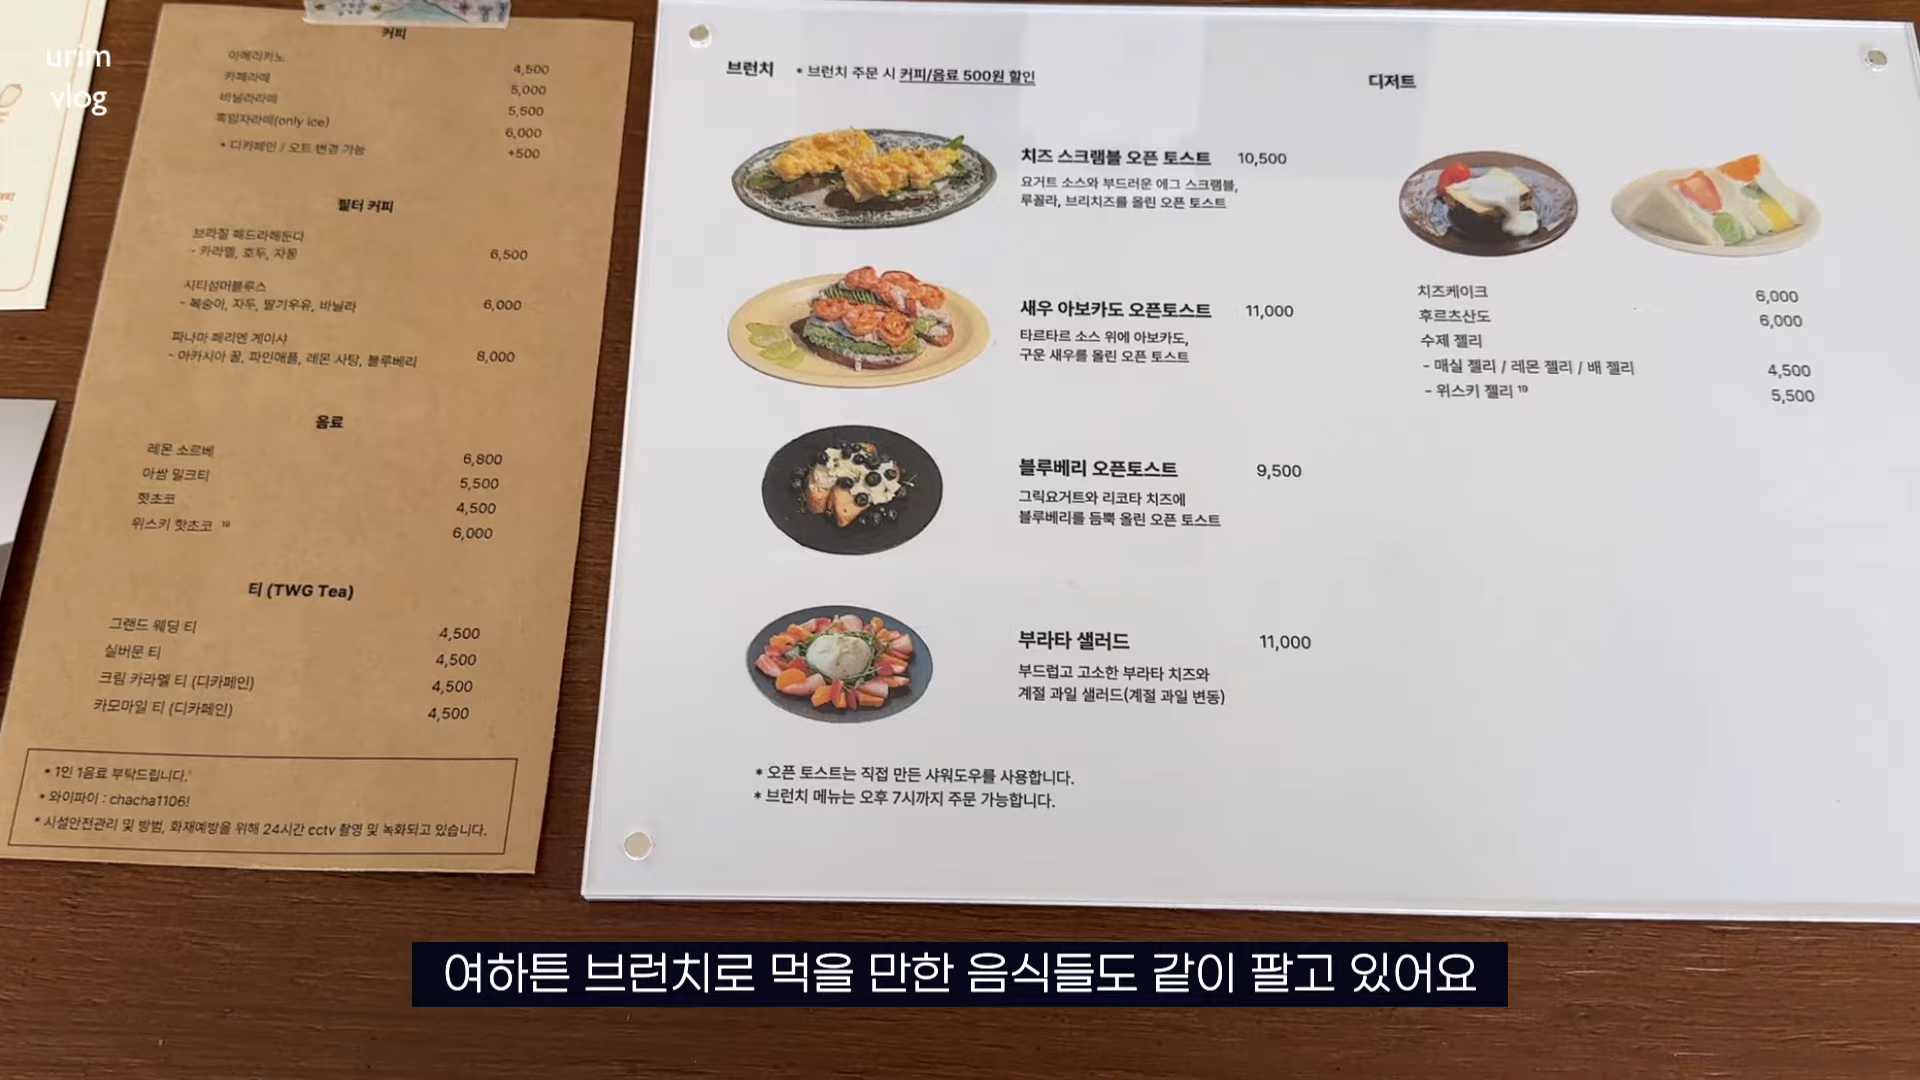 urim
vlog
커피
아메리카노 4,500
카페라떼 5,000
바닐라라떼 5,500
흑임자라떼(only ice) 6,000
* 디카페인 / 오트 변경 가능 +500
필터 커피
브라질 페드라헤돈다
- 카라멜, 호두, 자몽 6,500
시티섬머블루스
- 복숭아, 자두, 딸기우유, 바닐라 6,000
파나마 페리엔 게이샤
- 아카시아 꿀, 파인애플, 레몬 사탕, 블루베리 8,000
음료
레몬 소르베 6,800
아쌈 밀크티 5,500
핫초코 4,500
위스키 핫초코 19 6,000
티 (TWG Tea)
그랜드 웨딩 티 4,500
실버문 티 4,500
크림 카라멜 티 (디카페인) 4,500
카모마일 티 (디카페인) 4,500
* 1인 1음료 부탁드립니다.
* 와이파이 : chacha1106!
* 시설안전관리 및 방범, 화재예방을 위해 24시간 cctv 촬영 및 녹화되고 있습니다.
브런치 * 브런치 주문 시 커피/음료 500원 할인
치즈 스크램블 오픈 토스트 10,500
요거트 소스와 부드러운 에그 스크램블,
루꼴라, 브리치즈를 올린 오픈 토스트
새우 아보카도 오픈토스트 11,000
타르타르 소스 위에 아보카도,
구운 새우를 올린 오픈 토스트
블루베리 오픈토스트 9,500
그릭요거트와 리코타 치즈에
블루베리를 듬뿍 올린 오픈 토스트
부라타 샐러드 11,000
부드럽고 고소한 부라타 치즈와
계절 과일 샐러드(계절 과일 변동)
* 오픈 토스트는 직접 만든 샤워도우를 사용합니다.
* 브런치 메뉴는 오후 7시까지 주문 가능합니다.
디저트
치즈케이크 6,000
후르츠산도 6,000
수제 젤리
- 매실 젤리 / 레몬 젤리 / 배 젤리 4,500
- 위스키 젤리 19 5,500
여하튼 브런치로 먹을 만한 음식들도 같이 팔고 있어요